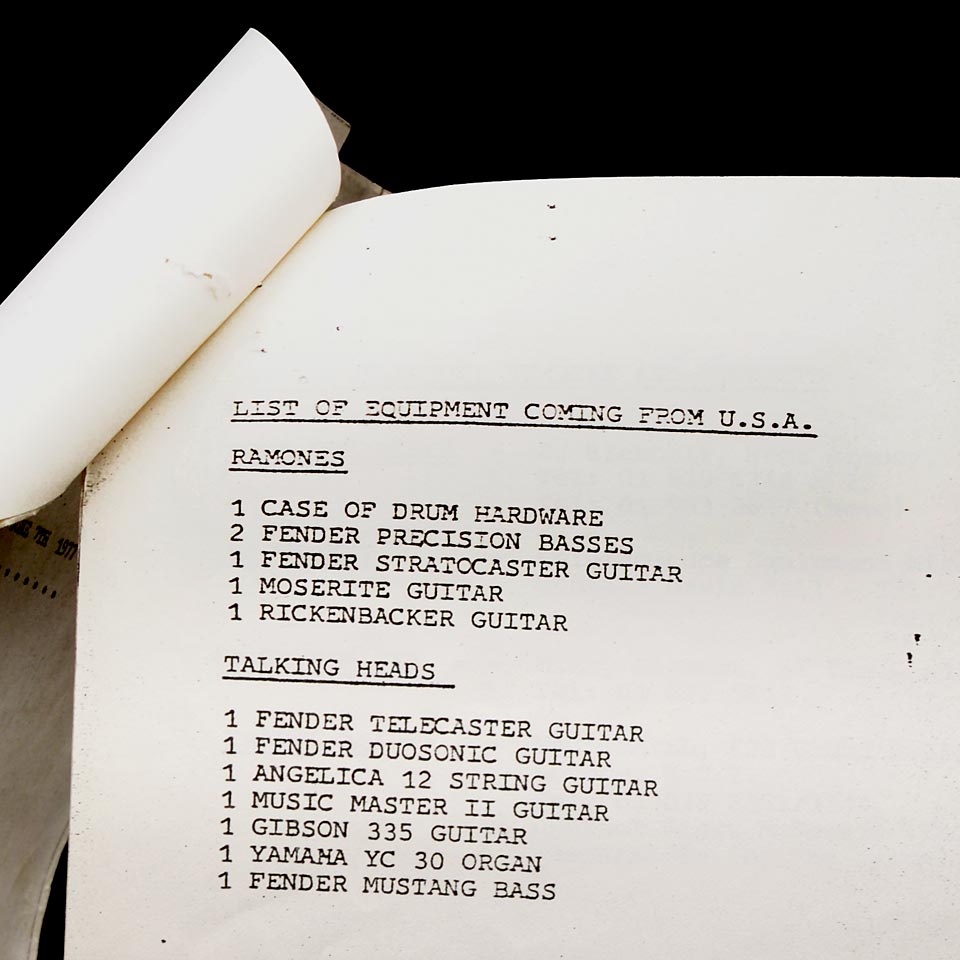 LIST OF EQUIPMENT COMING FROM U.S.A.
RAMONES
1 CASE OF DRUM HARDWARE
2 FENDER PRECISION BASSES
1 FENDER STRATOCASTER GUITAR
1 MOSERITE GUITAR
1 RICKENBACKER GUITAR
TALKING HEADS
1 FENDER TELECASTER GUITAR
1 FENDER DUOSONIC GUITAR
1 ANGELICA 12 STRING GUITAR
1 MUSIC MASTER II GUITAR
1 GIBSON 335 GUITAR
1 YAMAHA YC 30 ORGAN
1 FENDER MUSTANG BASS
1977